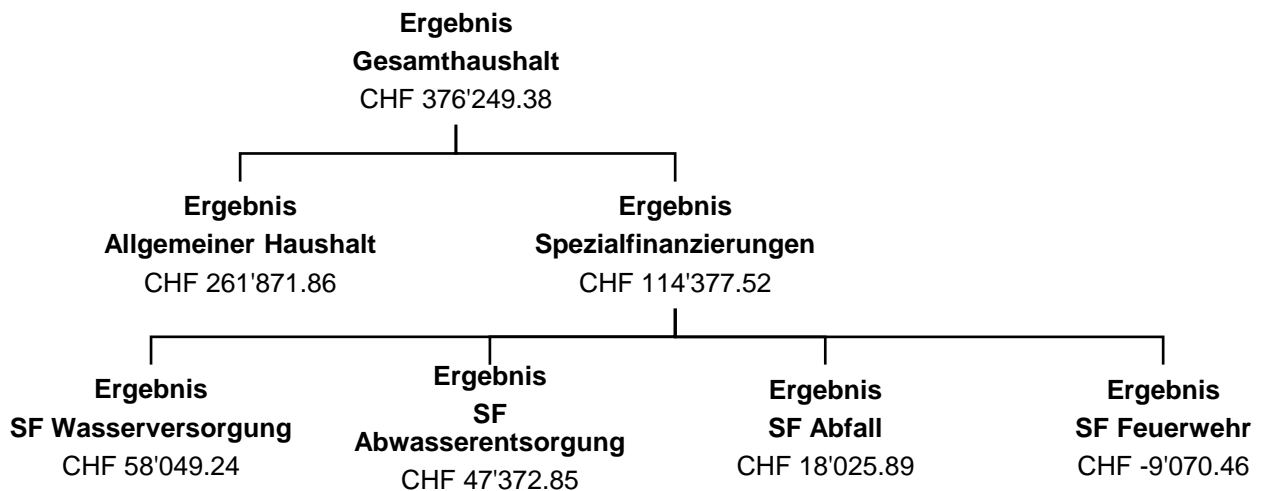 Ergebnis
Gesamthaushalt
CHF 376'249.38
Ergebnis
Allgemeiner Haushalt
CHF 261'871.86
Ergebnis
Spezialfinanzierungen
CHF 114'377.52
Ergebnis
SF Wasserversorgung
CHF 58'049.24
Ergebnis
SF
Abwasserentsorgung
CHF 47'372.85
Ergebnis
SF Abfall
CHF 18'025.89
Ergebnis
SF Feuerwehr
CHF -9'070.46